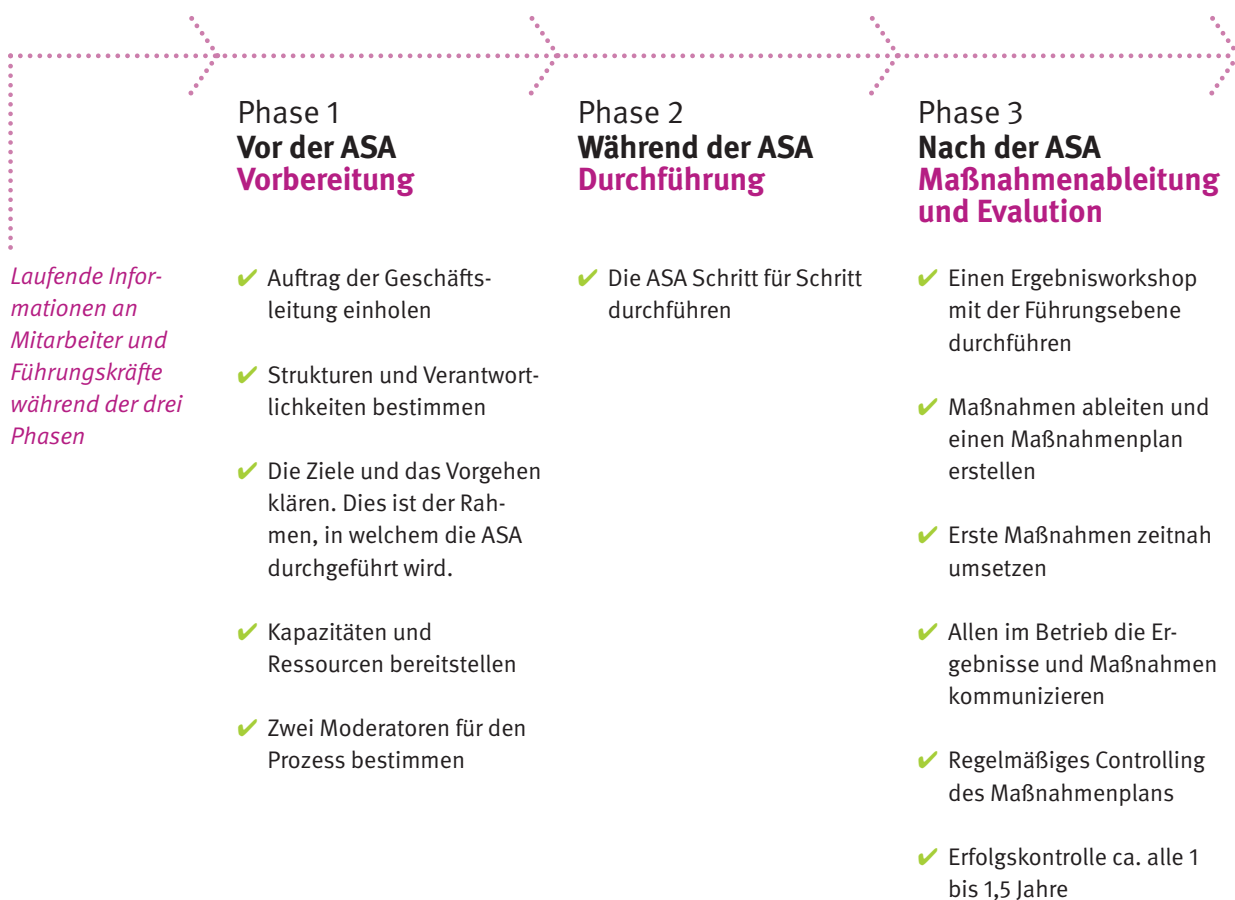 Laufende Infor-
mationen an
Mitarbeiter und
Führungskräfte
während der drei
Phasen
Phase 1
Vor der ASA
Vorbereitung
Auftrag der Geschäfts-
leitung einholen
Strukturen und Verantwort-
lichkeiten bestimmen
Die Ziele und das Vorgehen
klären. Dies ist der Rah-
men, in welchem die ASA
durchgeführt wird.
Kapazitäten und
Ressourcen bereitstellen
Zwei Moderatoren für den
Prozess bestimmen
Phase 2
Während der ASA
Durchführung
Die ASA Schritt für Schritt
durchführen
Phase 3
Nach der ASA
Maßnahmenableitung
und Evalution
Einen Ergebnisworkshop
mit der Führungsebene
durchführen
Maßnahmen ableiten und
einen Maßnahmenplan
erstellen
Erste Maßnahmen zeitnah
umsetzen
Allen im Betrieb die Er-
gebnisse und Maßnahmen
kommunizieren
Regelmäßiges Controlling
des Maßnahmenplans
Erfolgskontrolle ca. alle 1
bis 1,5 Jahre